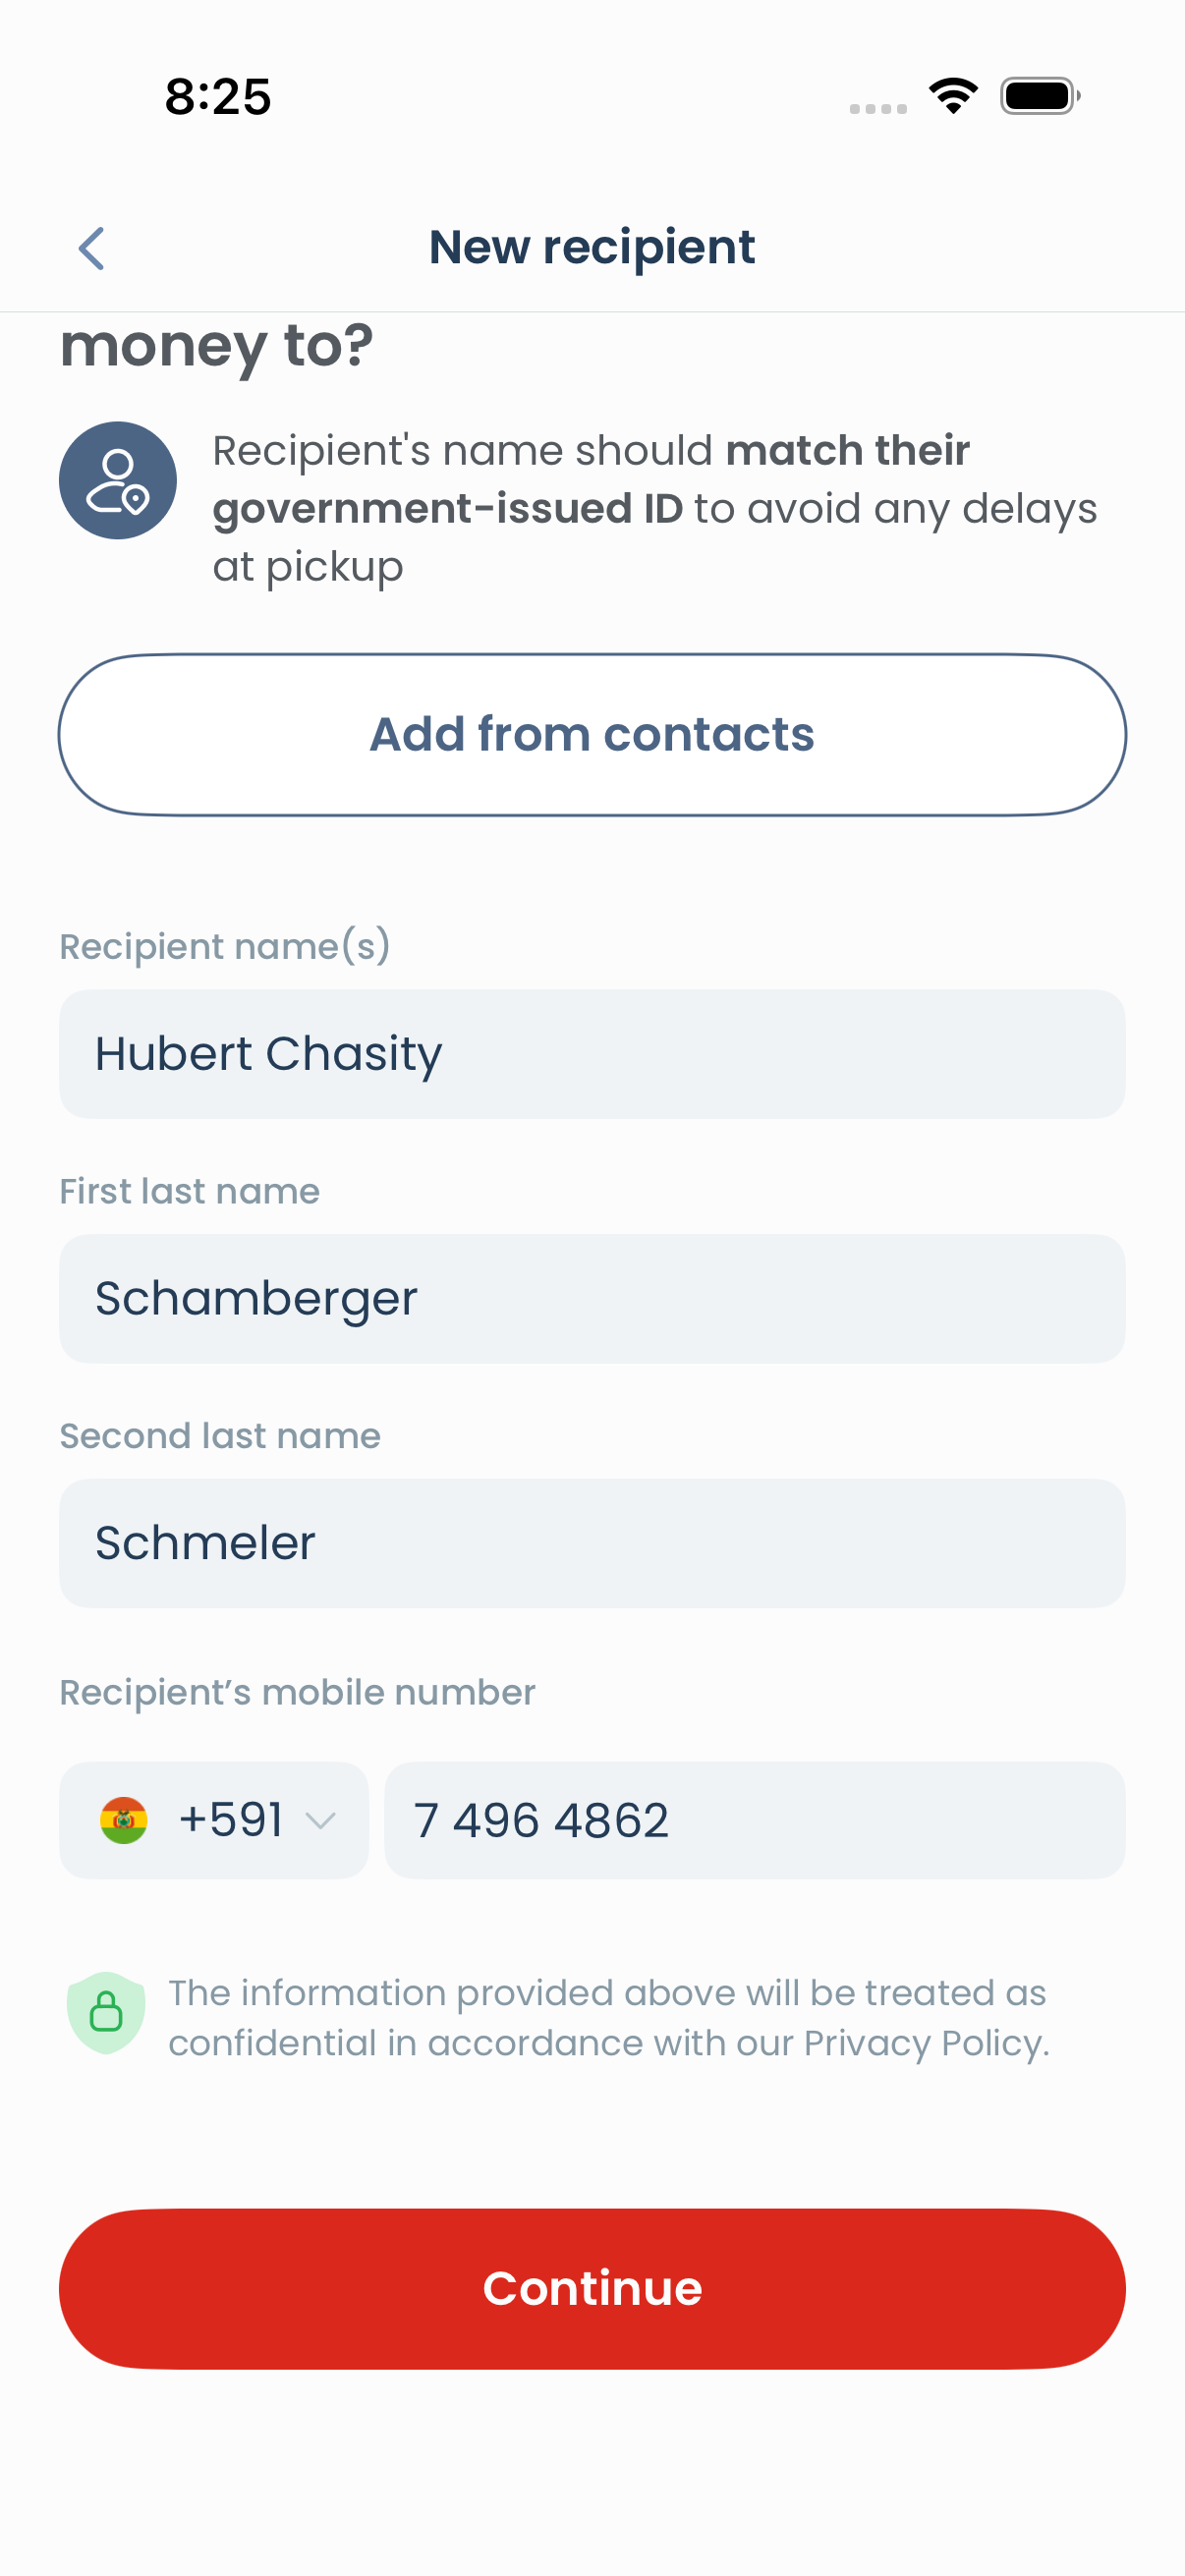 8:25
New recipient
money to?
Recipient's name should match their
government-issued ID to avoid any delays
at pickup
Add from contacts
Recipient name(s)
Hubert Chasity
First last name
Schamberger
Second last name
Schmeler
Recipient’s mobile number
+591 7 496 4862
The information provided above will be treated as
confidential in accordance with our Privacy Policy.
Continue